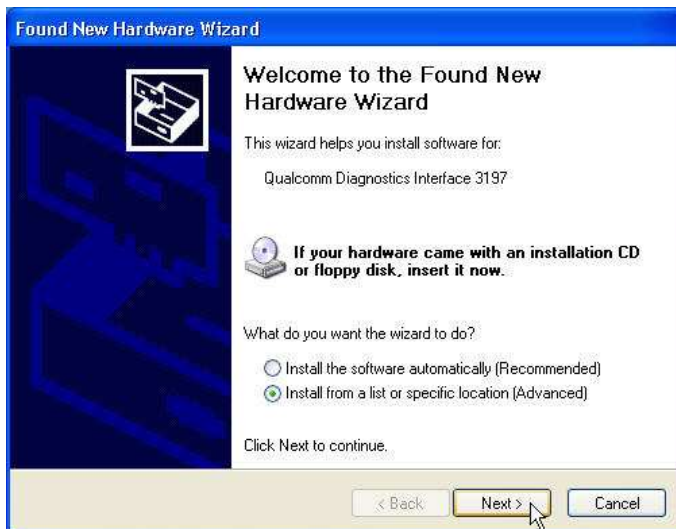 Found New Hardware Wizard
Welcome to the Found New
Hardware Wizard
This wizard helps you install software for:
Qualcomm Diagnostics Interface 3197
If your hardware came with an installation CD
or floppy disk, insert it now.
What do you want the wizard to do?
Install the software automatically (Recommended)
Install from a list or specific location (Advanced)
Click Next to continue.
< Back Next > Cancel